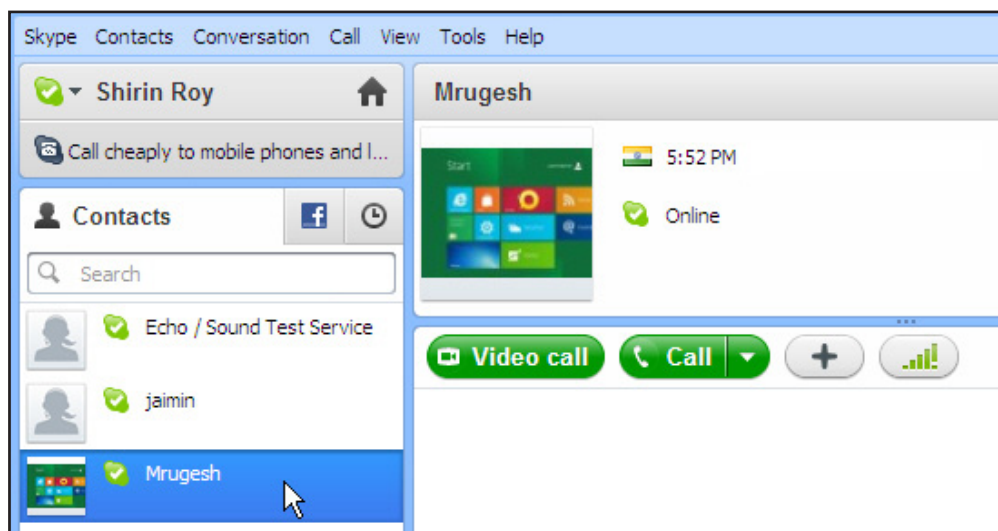 Skype Contacts Conversation Call View Tools Help
Shirin Roy
Call cheaply to mobile phones and l...
Contacts
Search
Echo / Sound Test Service
jaimin
Mrugesh
Mrugesh
Start
5:52 PM
Online
Video call
Call